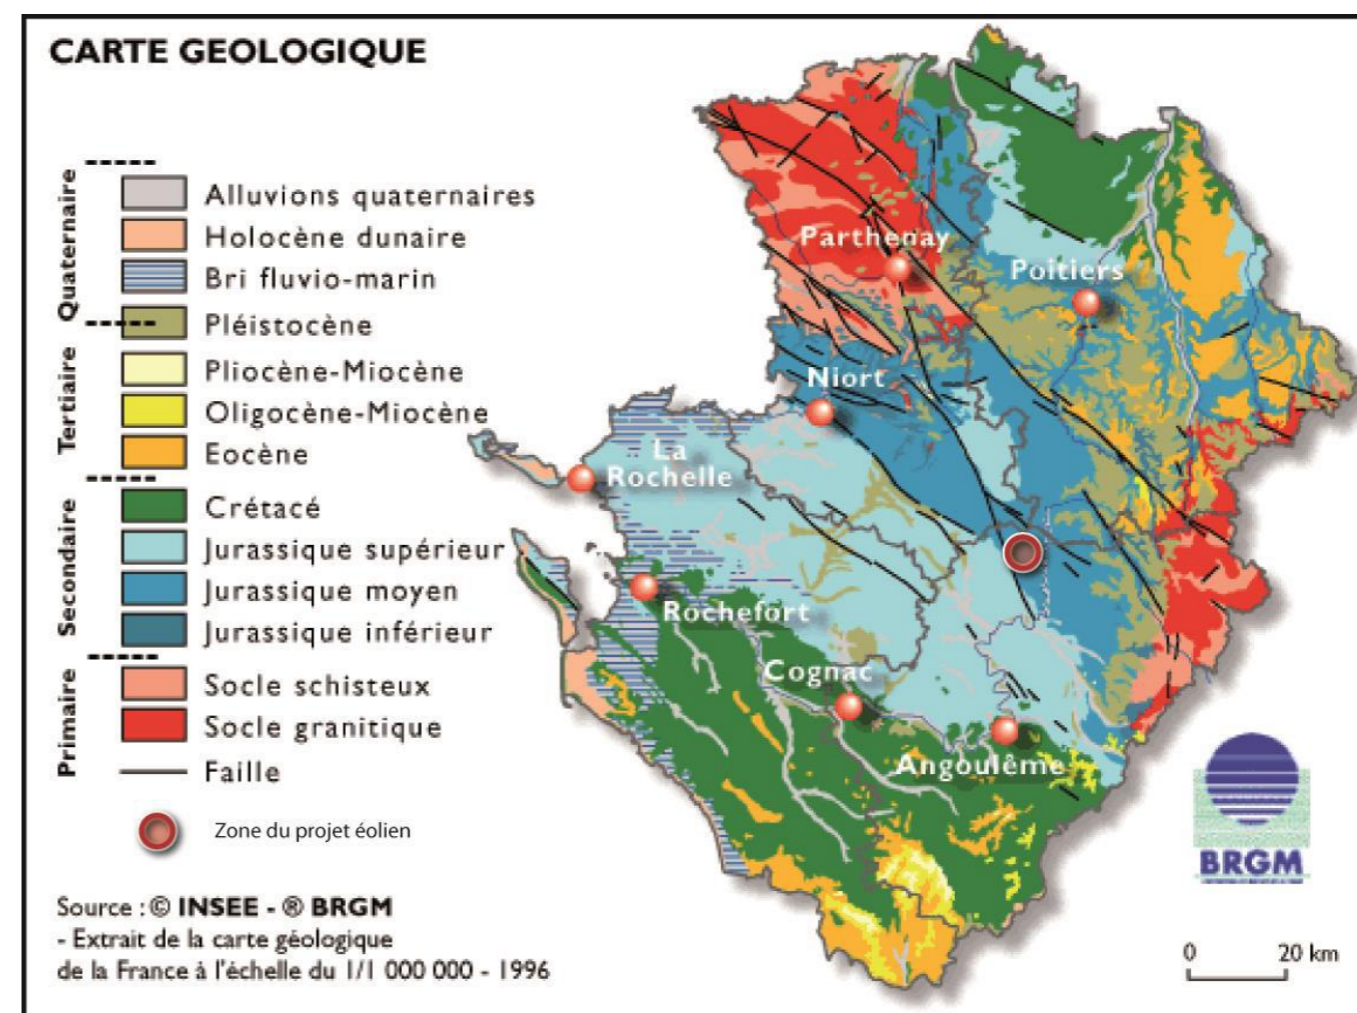 CARTE GEOLOGIQUE
Quaternaire
Alluvions quaternaires
Holocène dunaire
Bri fluvio-marin
Pléistocène
Tertiaire
Pliocène-Miocène
Oligocène-Miocène
Eocène
Secondaire
Crétacé
Jurassique supérieur
Jurassique moyen
Jurassique inférieur
Primaire
Socle schisteux
Socle granitique
Faille
Zone du projet éolien
Source : © INSEE - ® BRGM
- Extrait de la carte géologique
de la France à l'échelle du 1/1 000 000 - 1996
Parthenay
Poitiers
Niort
La
Rochelle
Rochefort
Cognac
Angoulême
BRGM
0 20 km